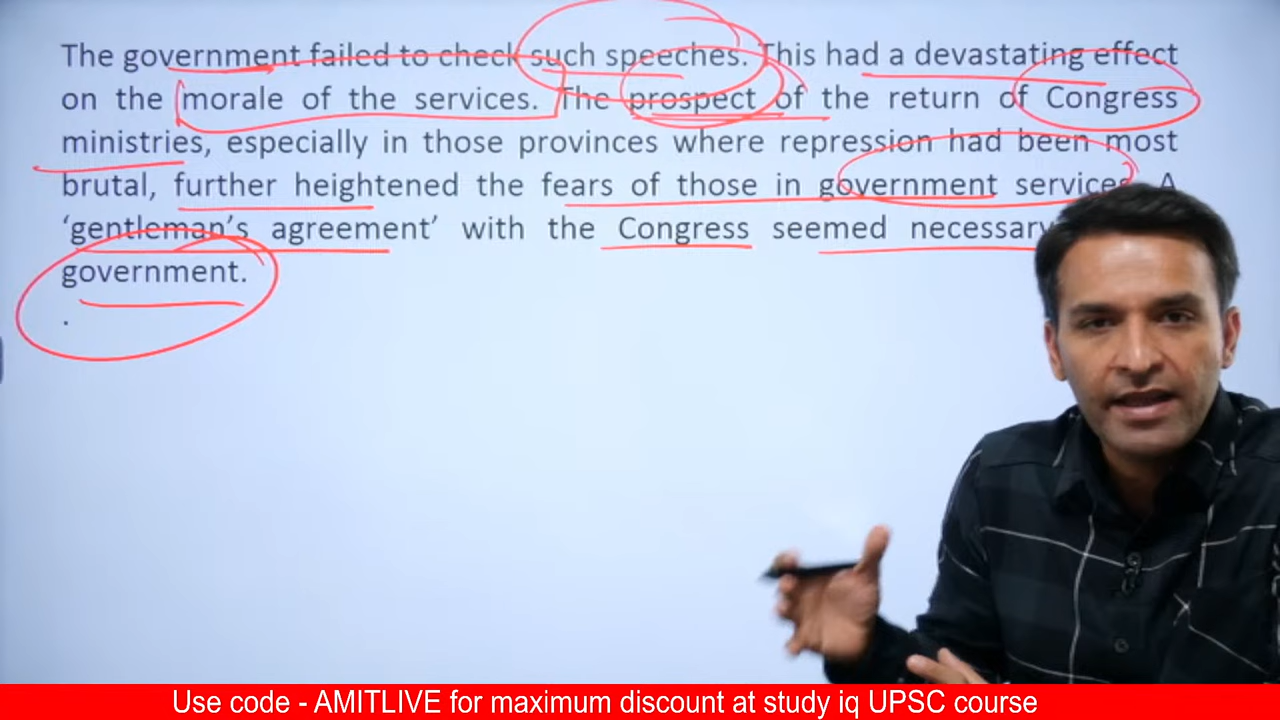 The government failed to check such speeches. This had a devastating effect
on the morale of the services. The prospect of the return of Congress
ministries, especially in those provinces where repression had been most
brutal, further heightened the fears of those in government services. A
‘gentleman’s agreement’ with the Congress seemed necessary
government.
.
Use code - AMITLIVE for maximum discount at study iq UPSC course